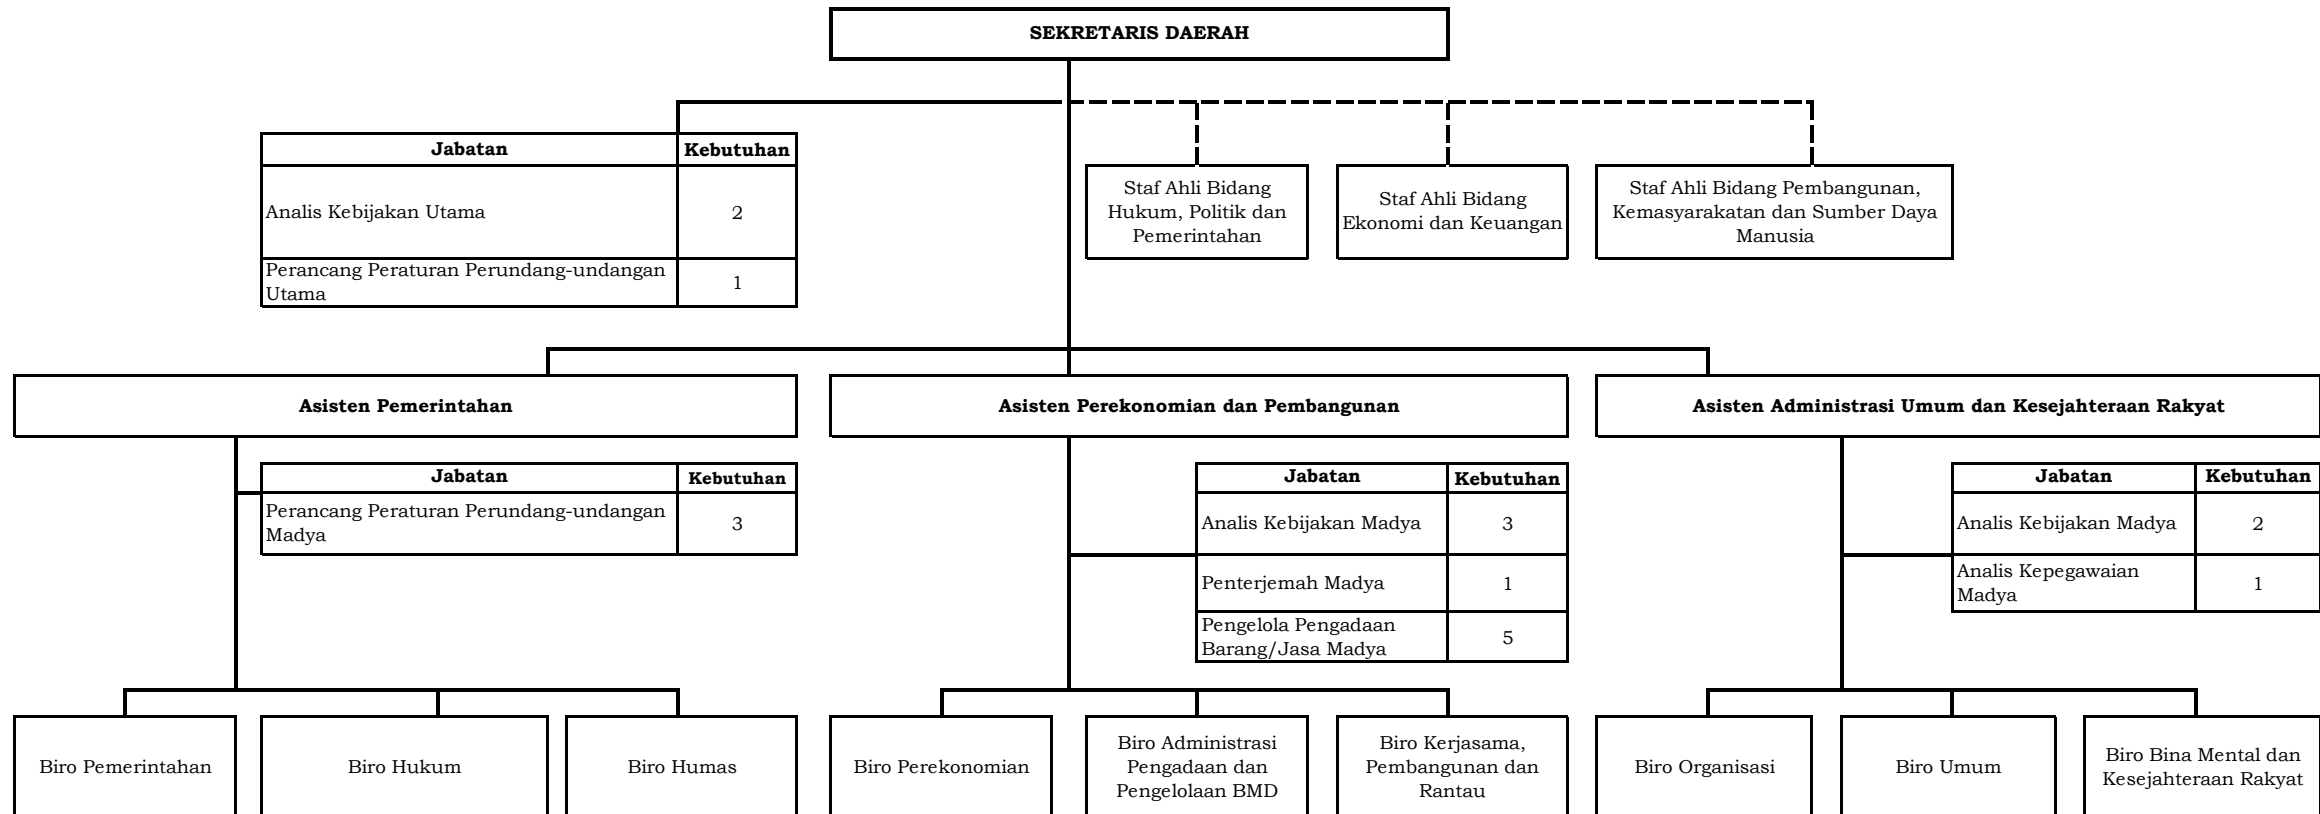 SEKRETARIS DAERAH
Jabatan Kebutuhan
Analis Kebijakan Utama 2
Perancang Peraturan Perundang-undangan
Utama 1
Staf Ahli Bidang
Hukum, Politik dan
Pemerintahan
Staf Ahli Bidang
Ekonomi dan Keuangan
Staf Ahli Bidang Pembangunan,
Kemasyarakatan dan Sumber Daya
Manusia
Asisten Pemerintahan
Jabatan Kebutuhan
Perancang Peraturan Perundang-undangan
Madya 3
Asisten Perekonomian dan Pembangunan
Jabatan Kebutuhan
Analis Kebijakan Madya 3
Penterjemah Madya 1
Pengelola Pengadaan
Barang/Jasa Madya 5
Asisten Administrasi Umum dan Kesejahteraan Rakyat
Jabatan Kebutuhan
Analis Kebijakan Madya 2
Analis Kepegawaian
Madya 1
Biro Pemerintahan
Biro Hukum
Biro Humas
Biro Perekonomian
Biro Administrasi
Pengadaan dan
Pengelolaan BMD
Biro Kerjasama,
Pembangunan dan
Rantau
Biro Organisasi
Biro Umum
Biro Bina Mental dan
Kesejahteraan Rakyat